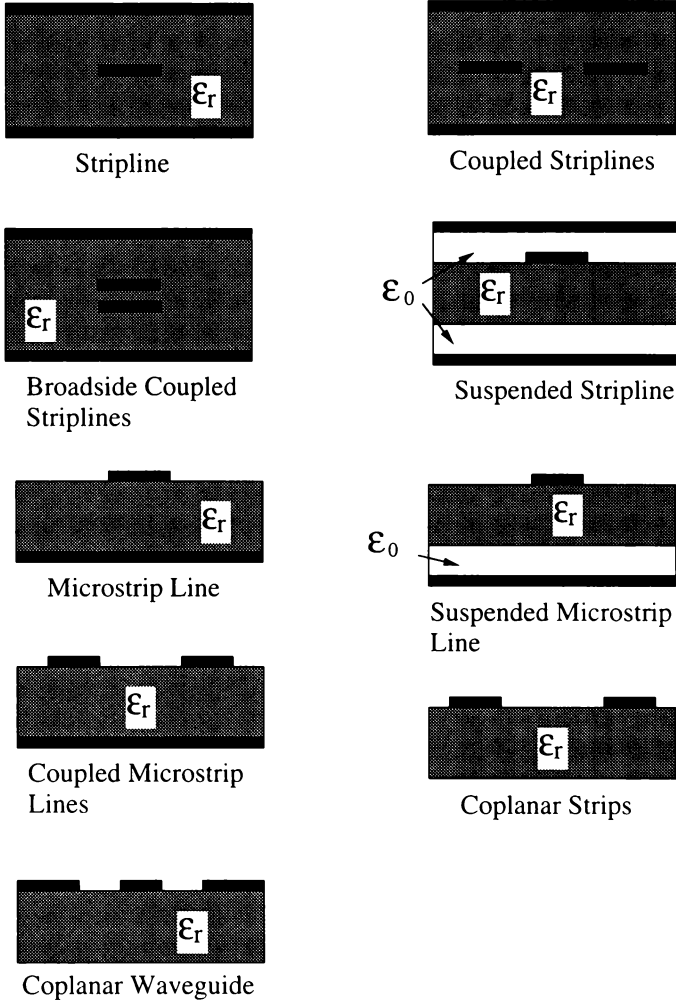 εr
Stripline
εr
Coupled Striplines
εr
Broadside Coupled
Striplines
ε0
εr
Suspended Stripline
εr
Microstrip Line
εr
ε0
Suspended Microstrip
Line
εr
Coupled Microstrip
Lines
εr
Coplanar Strips
εr
Coplanar Waveguide